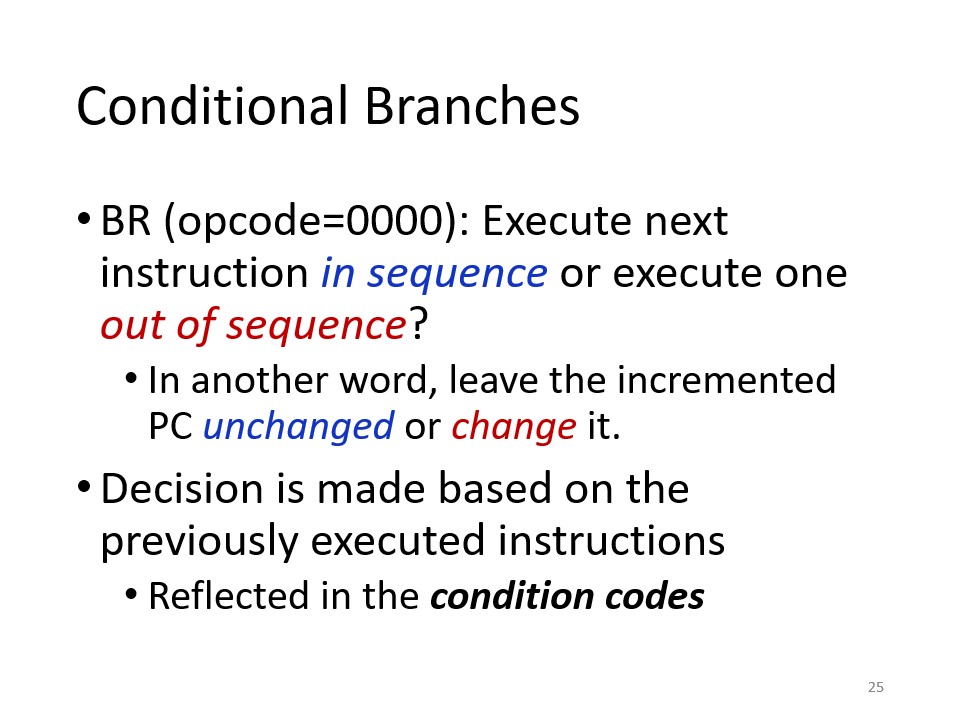 Conditional Branches
• BR (opcode=0000): Execute next
instruction in sequence or execute one
out of sequence?
• In another word, leave the incremented
PC unchanged or change it.
• Decision is made based on the
previously executed instructions
• Reflected in the condition codes
25